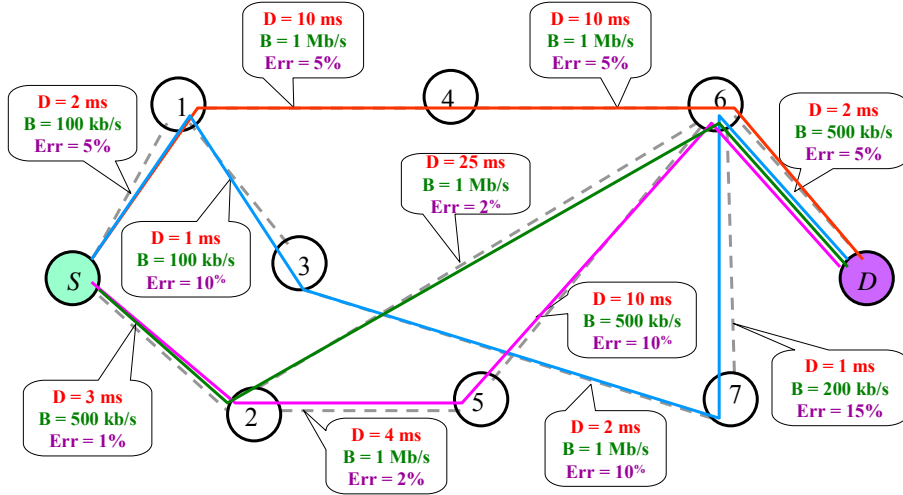 D = 10 ms
B = 1 Mb/s
Err = 5%
D = 10 ms
B = 1 Mb/s
Err = 5%
1
4
6
D = 2 ms
B = 100 kb/s
Err = 5%
D = 2 ms
B = 500 kb/s
Err = 5%
D = 25 ms
B = 1 Mb/s
Err = 2%
D = 1 ms
B = 100 kb/s
Err = 10%
3
S
D
D = 10 ms
B = 500 kb/s
Err = 10%
D = 3 ms
B = 500 kb/s
Err = 1%
2
5
7
D = 1 ms
B = 200 kb/s
Err = 15%
D = 4 ms
B = 1 Mb/s
Err = 2%
D = 2 ms
B = 1 Mb/s
Err = 10%